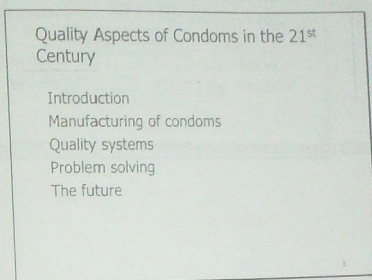 Quality Aspects of Condoms in the 21st
Century
Introduction
Manufacturing of condoms
Quality systems
Problem solving
The future
1